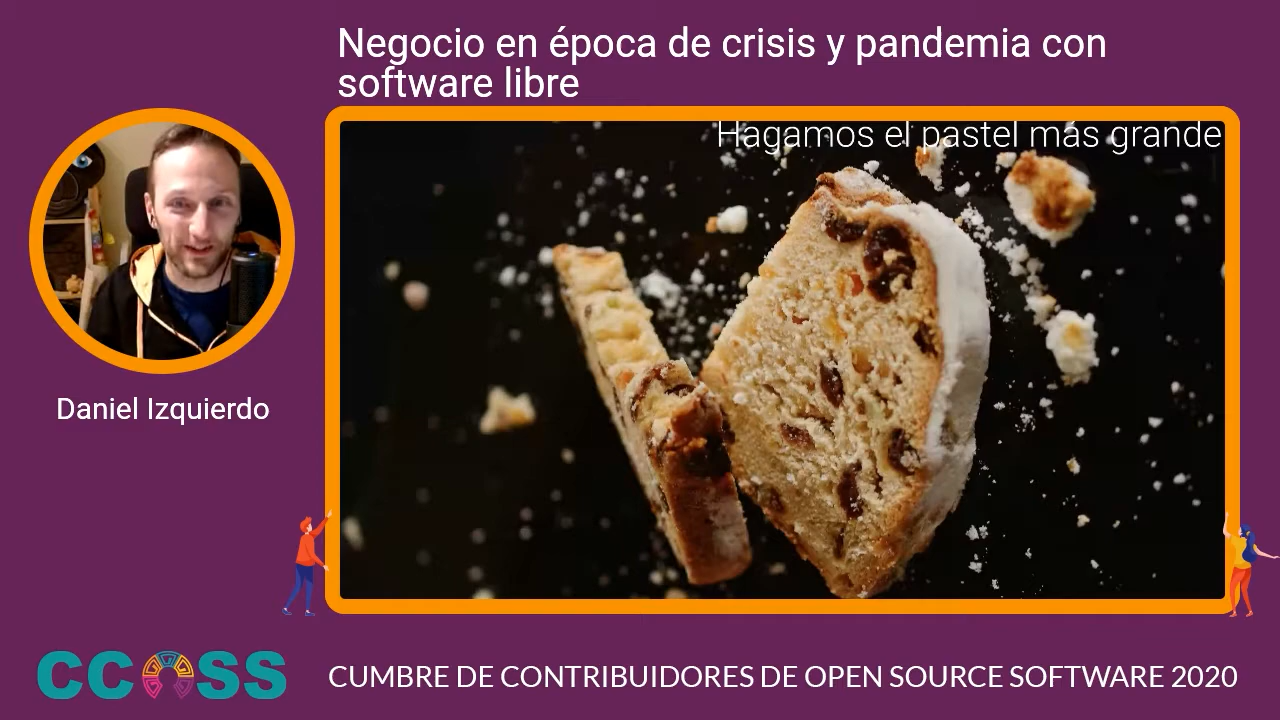 Negocio en época de crisis y pandemia con
software libre
Hagamos el pastel más grande
Daniel Izquierdo
CCOSS
CUMBRE DE CONTRIBUIDORES DE OPEN SOURCE SOFTWARE 2020